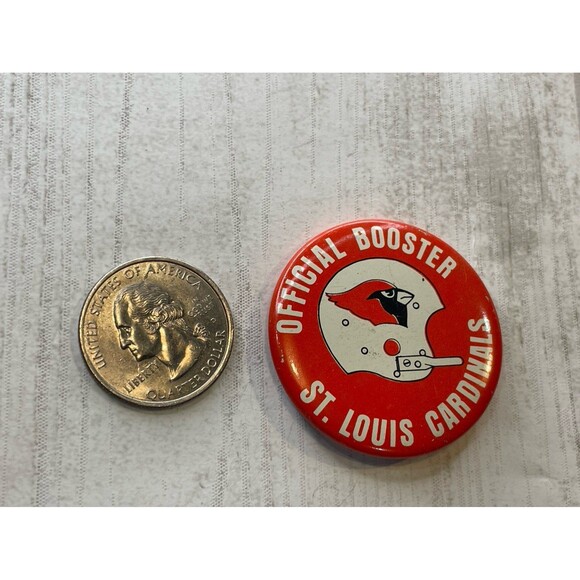 UNITED STATES OF AMERICA
LIBERTY
QUARTER DOLLAR
OFFICIAL BOOSTER
ST. LOUIS CARDINALS